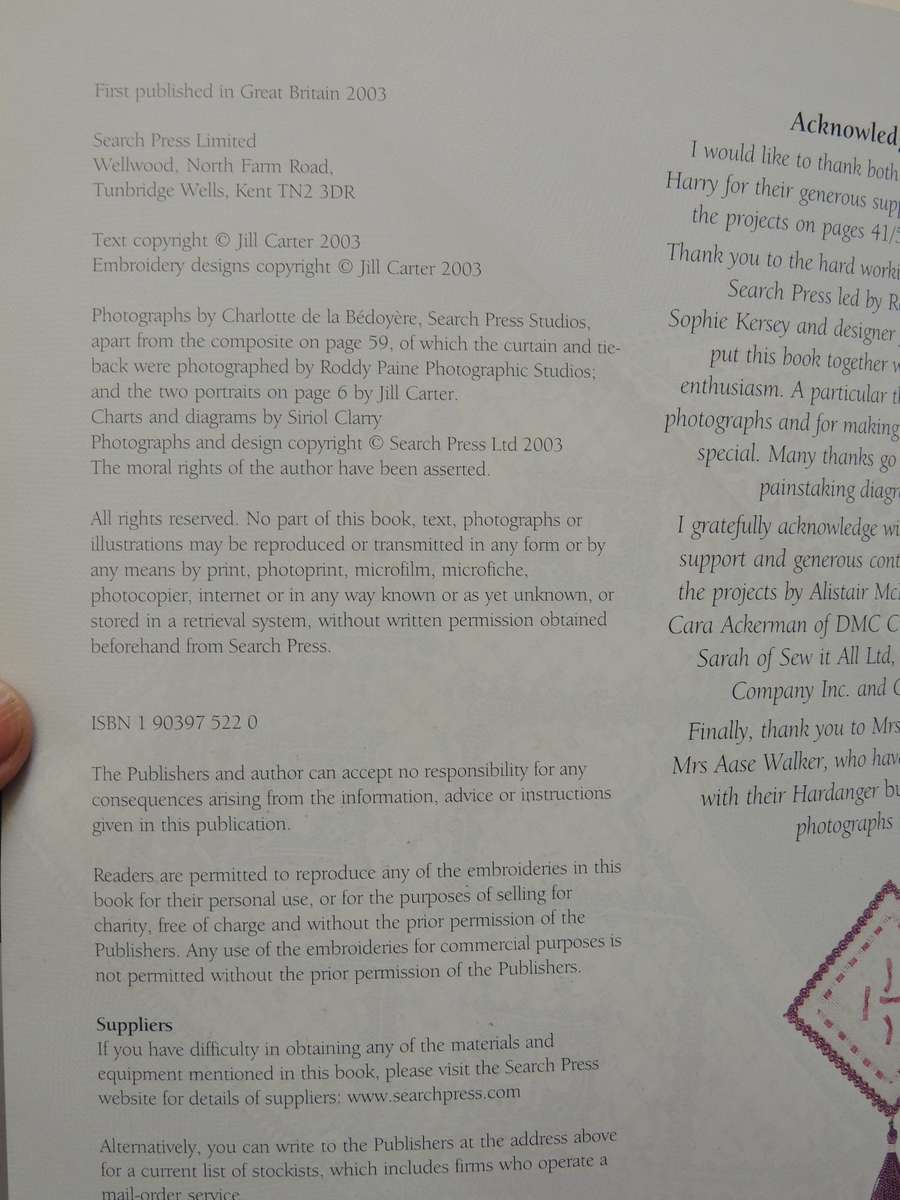 First published in Great Britain 2003
Search Press Limited
Wellwood, North Farm Road,
Tunbridge Wells, Kent TN2 3DR
Text copyright © Jill Carter 2003
Embroidery designs copyright © Jill Carter 2003
Photographs by Charlotte de la Bédoyère, Search Press Studios,
apart from the composite on page 59, of which the curtain and tie-
back were photographed by Roddy Paine Photographic Studios;
and the two portraits on page 6 by Jill Carter.
Charts and diagrams by Siriol Clarry
Photographs and design copyright © Search Press Ltd 2003
The moral rights of the author have been asserted.
All rights reserved. No part of this book, text, photographs or
illustrations may be reproduced or transmitted in any form or by
any means by print, photoprint, microfilm, microfiche,
photocopier, internet or in any way known or as yet unknown, or
stored in a retrieval system, without written permission obtained
beforehand from Search Press.
ISBN 1 90397 522 0
The Publishers and author can accept no responsibility for any
consequences arising from the information, advice or instructions
given in this publication.
Readers are permitted to reproduce any of the embroideries in this
book for their personal use, or for the purposes of selling for
charity, free of charge and without the prior permission of the
Publishers. Any use of the embroideries for commercial purposes is
not permitted without the prior permission of the Publishers.
Suppliers
If you have difficulty in obtaining any of the materials and
equipment mentioned in this book, please visit the Search Press
website for details of suppliers: www.searchpress.com
Alternatively, you can write to the Publishers at the address above
for a current list of stockists, which includes firms who operate a
mail-order service
Acknowledg
I would like to thank both
Harry for their generous supp
the projects on pages 41/
Thank you to the hard worki
Search Press led by R
Sophie Kersey and designer
put this book together
enthusiasm. A particular th
photographs and for making
special. Many thanks go
painstaking diagr
I gratefully acknowledge wi
support and generous cont
the projects by Alistair Mc
Cara Ackerman of DMC C
Sarah of Sew it All Ltd,
Company Inc. and
Finally, thank you to Mrs
Mrs Aase Walker, who hav
with their Hardanger bu
photographs